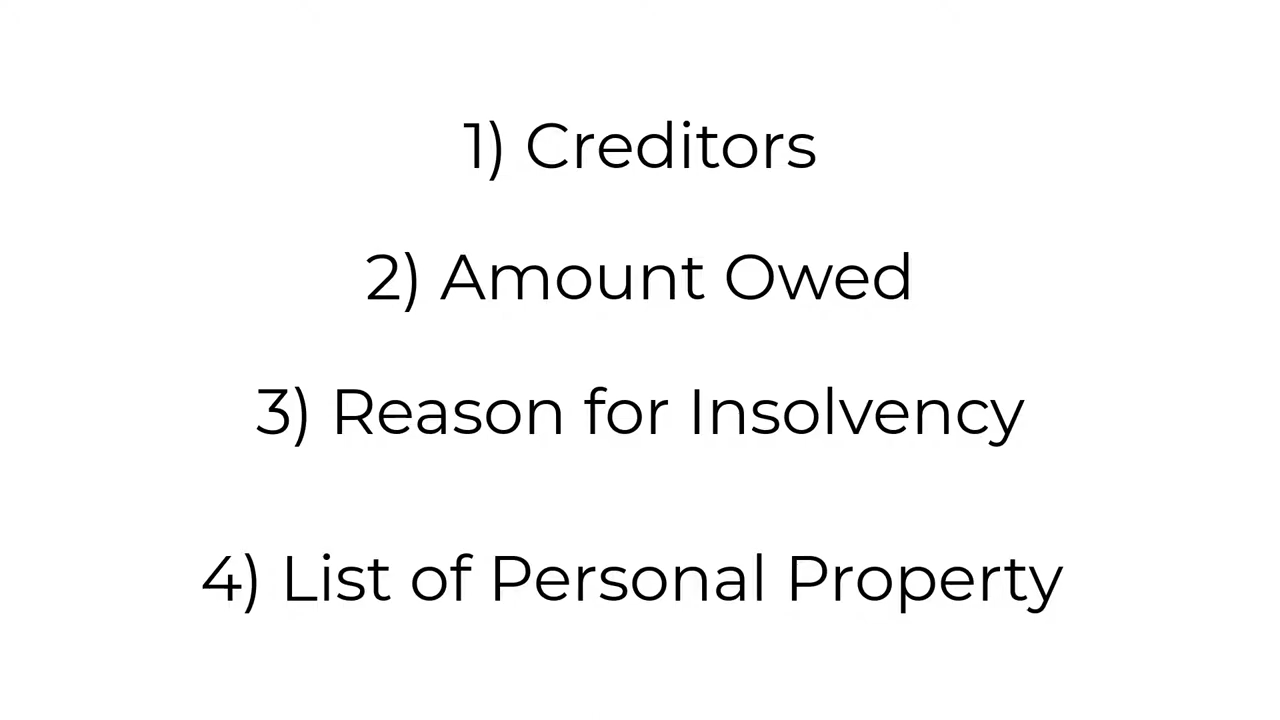 1) Creditors
2) Amount Owed
3) Reason for Insolvency
4) List of Personal Property